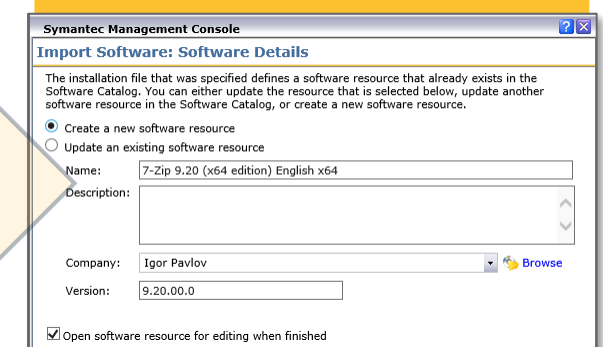 Symantec Management Console
Import Software: Software Details
The installation file that was specified defines a software resource that already exists in the
Software Catalog. You can either update the resource that is selected below, update another
software resource in the Software Catalog, or create a new software resource.
Create a new software resource
Update an existing software resource
Name: 7-Zip 9.20 (x64 edition) English x64
Description:
Company: Igor Pavlov Browse
Version: 9.20.00.0
Open software resource for editing when finished